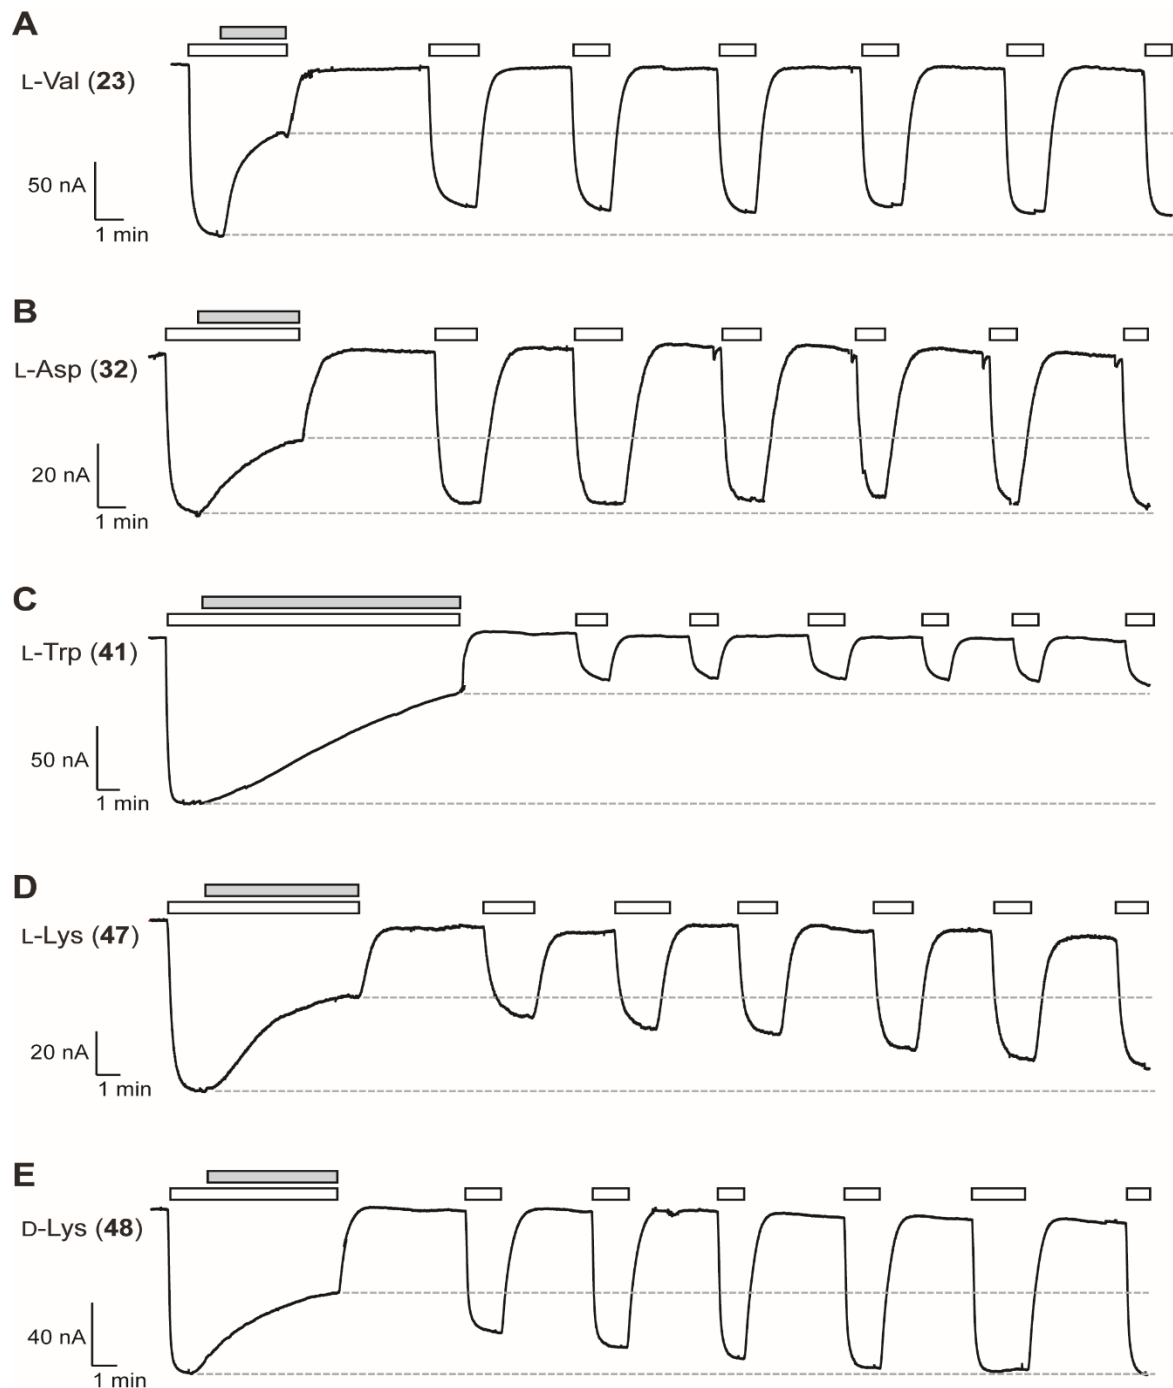 A
L-Val (23)
50 nA
1 min
B
L-Asp (32)
20 nA
1 min
C
L-Trp (41)
50 nA
1 min
D
L-Lys (47)
20 nA
1 min
E
D-Lys (48)
40 nA
1 min